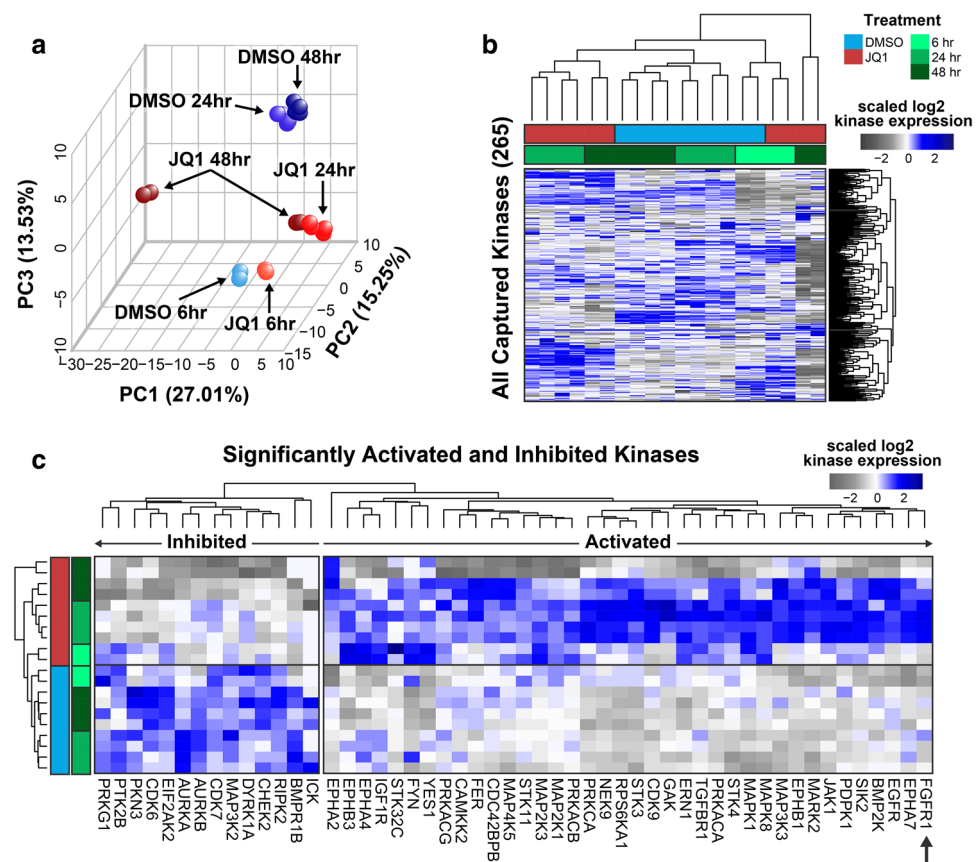 a
DMSO 48hr
DMSO 24hr
JQ1 48hr
JQ1 24hr
DMSO 6hr
JQ1 6hr
PC3 (13.53%)
10
5
0
−5
−10
PC2 (15.25%)
10
5
0
−5
−10
−15
−30 −25 −20 −15 −10 −5 0 5 10
PC1 (27.01%)
b
Treatment
DMSO
JQ1
6 hr
24 hr
48 hr
scaled log2
kinase expression
−2 0 2
All Captured Kinases (265)
c
Significantly Activated and Inhibited Kinases
scaled log2
kinase expression
−2 0 2
Inhibited
Activated
PRKG1
PTK2B
PKN3
CDK6
EIF2AK2
AURKA
AURKB
CDK7
MAP3K2
DYRK1A
CHEK2
RIPK2
BMPR1B
ICK
EPHA2
EPHB3
EPHA4
IGF1R
STK32C
FYN
YES1
PRKACG
CAMKK2
FER
CDC42BPB
MAP4K5
STK11
MAP2K3
MAP2K1
PRKACB
PRKCA
NEK9
RPS6KA1
STK3
CDK9
GAK
ERN1
TGFBR1
PRKACA
STK4
MAPK1
MAPK8
MAP3K3
EPHB1
MARK2
JAK1
PDPK1
SIK2
BMP2K
EGFR
EPHA7
FGFR1